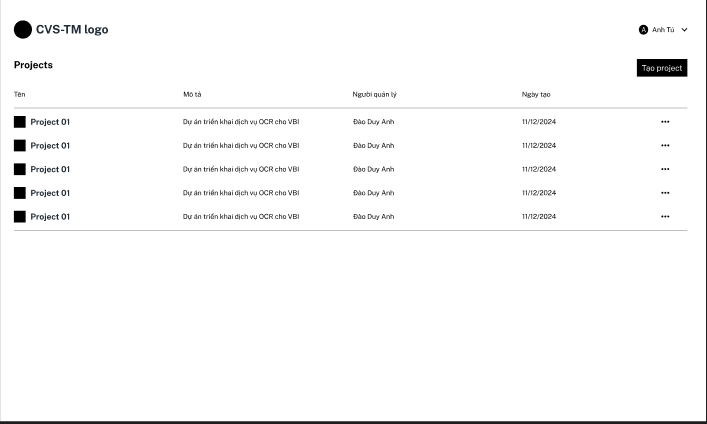 CVS-TM logo
A Anh Tú
Projects
Tạo project
Tên Mô tả Người quản lý Ngày tạo
Project 01 Dự án triển khai dịch vụ OCR cho VBI Đào Duy Anh 11/12/2024 •••
Project 01 Dự án triển khai dịch vụ OCR cho VBI Đào Duy Anh 11/12/2024 •••
Project 01 Dự án triển khai dịch vụ OCR cho VBI Đào Duy Anh 11/12/2024 •••
Project 01 Dự án triển khai dịch vụ OCR cho VBI Đào Duy Anh 11/12/2024 •••
Project 01 Dự án triển khai dịch vụ OCR cho VBI Đào Duy Anh 11/12/2024 •••